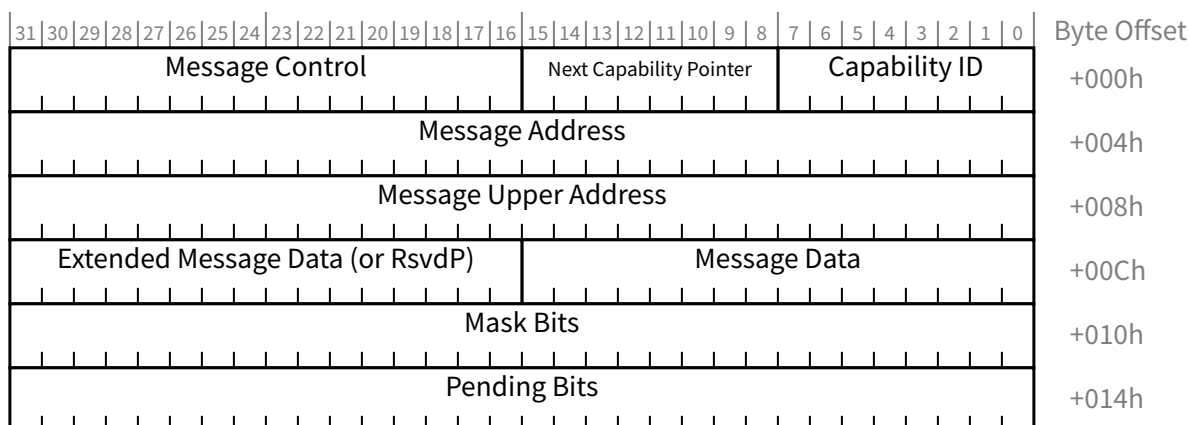 31 30 29 28 27 26 25 24 23 22 21 20 19 18 17 16 15 14 13 12 11 10 9 8 7 6 5 4 3 2 1 0 Byte Offset
Message Control Next Capability Pointer Capability ID +000h
Message Address +004h
Message Upper Address +008h
Extended Message Data (or RsvdP) Message Data +00Ch
Mask Bits +010h
Pending Bits +014h